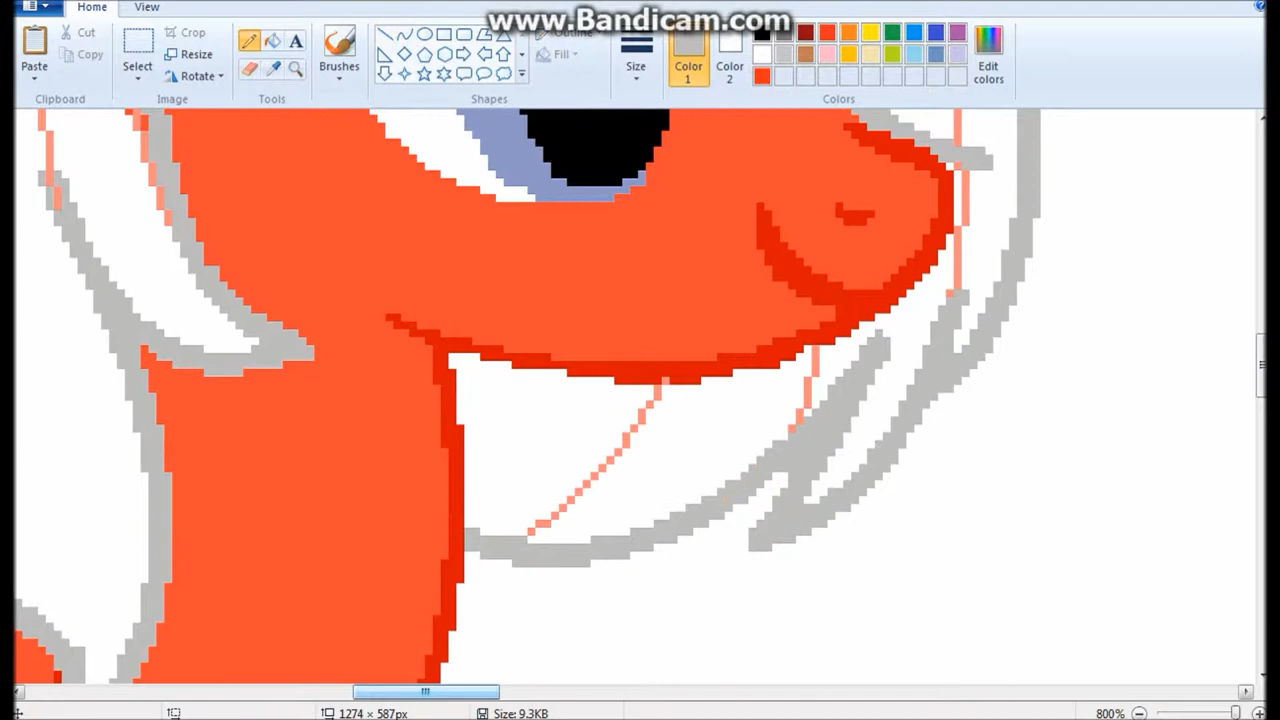 Home View
www.Bandicam.com
Paste
Cut
Copy
Select
Crop
Resize
Rotate
A
Brushes
Outline
Fill
Size
Color 1
Color 2
Edit colors
Clipboard
Image
Tools
Shapes
Colors
1274 × 587px
Size: 9.3KB
800%